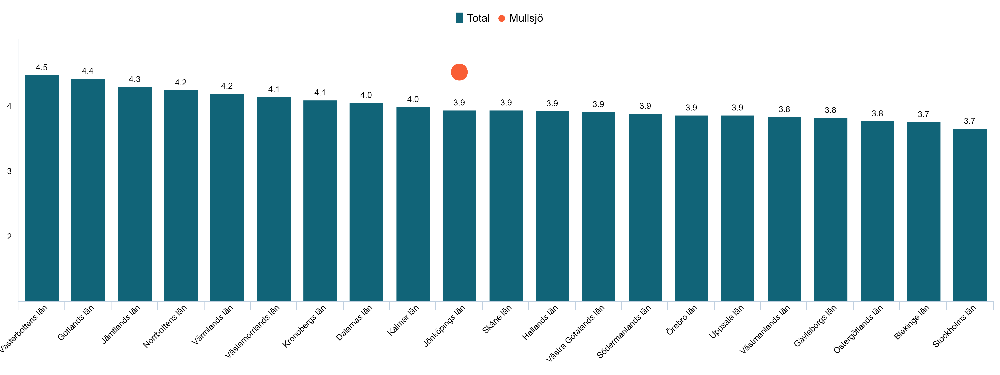 Total Mullsjö
4.5 4.4 4.3 4.2 4.2 4.1 4.1 4.0 4.0 3.9 3.9 3.9 3.9 3.9 3.9 3.9 3.8 3.8 3.8 3.7 3.7
4
3
2
Västerbottens län
Gotlands län
Jämtlands län
Norrbottens län
Värmlands län
Västernorrlands län
Kronobergs län
Dalarnas län
Kalmar län
Jönköpings län
Skåne län
Hallands län
Västra Götalands län
Södermanlands län
Örebro län
Uppsala län
Västmanlands län
Gävleborgs län
Östergötlands län
Blekinge län
Stockholms län